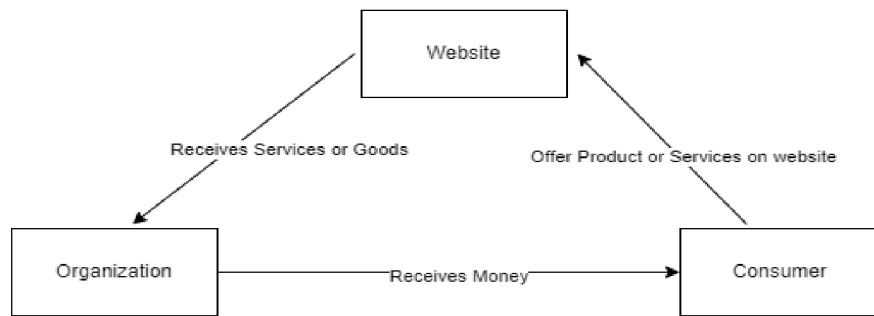 Website
Receives Services or Goods
Offer Product or Services on website
Organization
Receives Money
Consumer